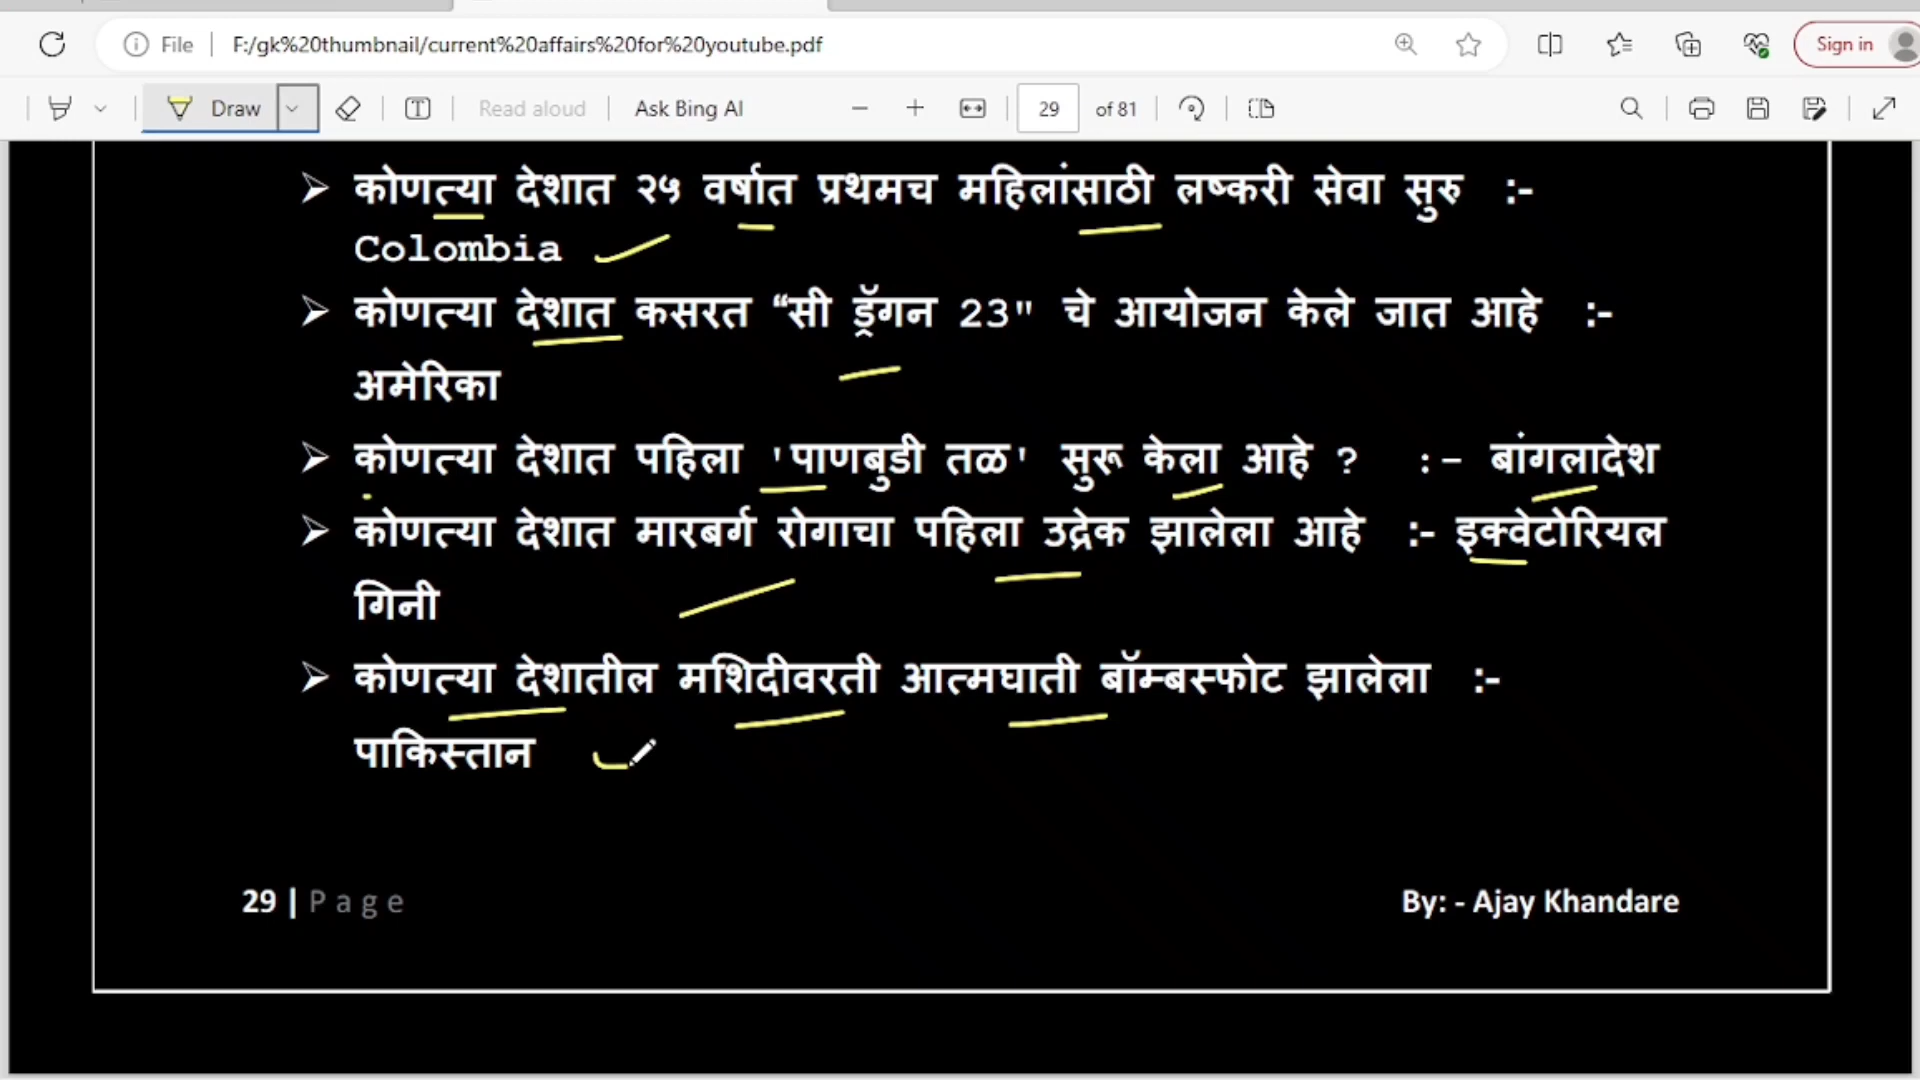 File F:/gk%20thumbnail/current%20affairs%20for%20youtube.pdf Sign in
Draw Read aloud Ask Bing AI 29 of 81
➢ कोणत्या देशात २५ वर्षात प्रथमच महिलांसाठी लष्करी सेवा सुरु :-
Colombia
➢ कोणत्या देशात कसरत “सी ड्रॅगन 23" चे आयोजन केले जात आहे :-
अमेरिका
➢ कोणत्या देशात पहिला 'पाणबुडी तळ' सुरू केला आहे ? :– बांगलादेश
➢ कोणत्या देशात मारबर्ग रोगाचा पहिला उद्रेक झालेला आहे :- इक्वेटोरियल
गिनी
➢ कोणत्या देशातील मशिदीवरती आत्मघाती बॉम्बस्फोट झालेला :-
पाकिस्तान
29 | Page By: - Ajay Khandare